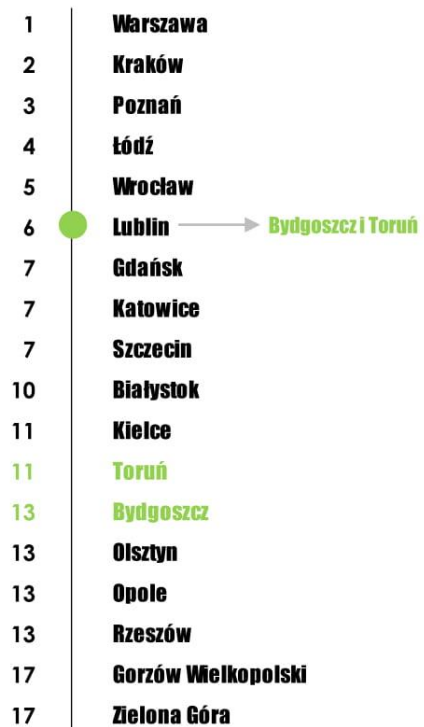 1 Warszawa
2 Kraków
3 Poznań
4 Łódź
5 Wrocław
6 Lublin Bydgoszcz i Toruń
7 Gdańsk
7 Katowice
7 Szczecin
10 Białystok
11 Kielce
11 Toruń
13 Bydgoszcz
13 Olsztyn
13 Opole
13 Rzeszów
17 Gorzów Wielkopolski
17 Zielona Góra